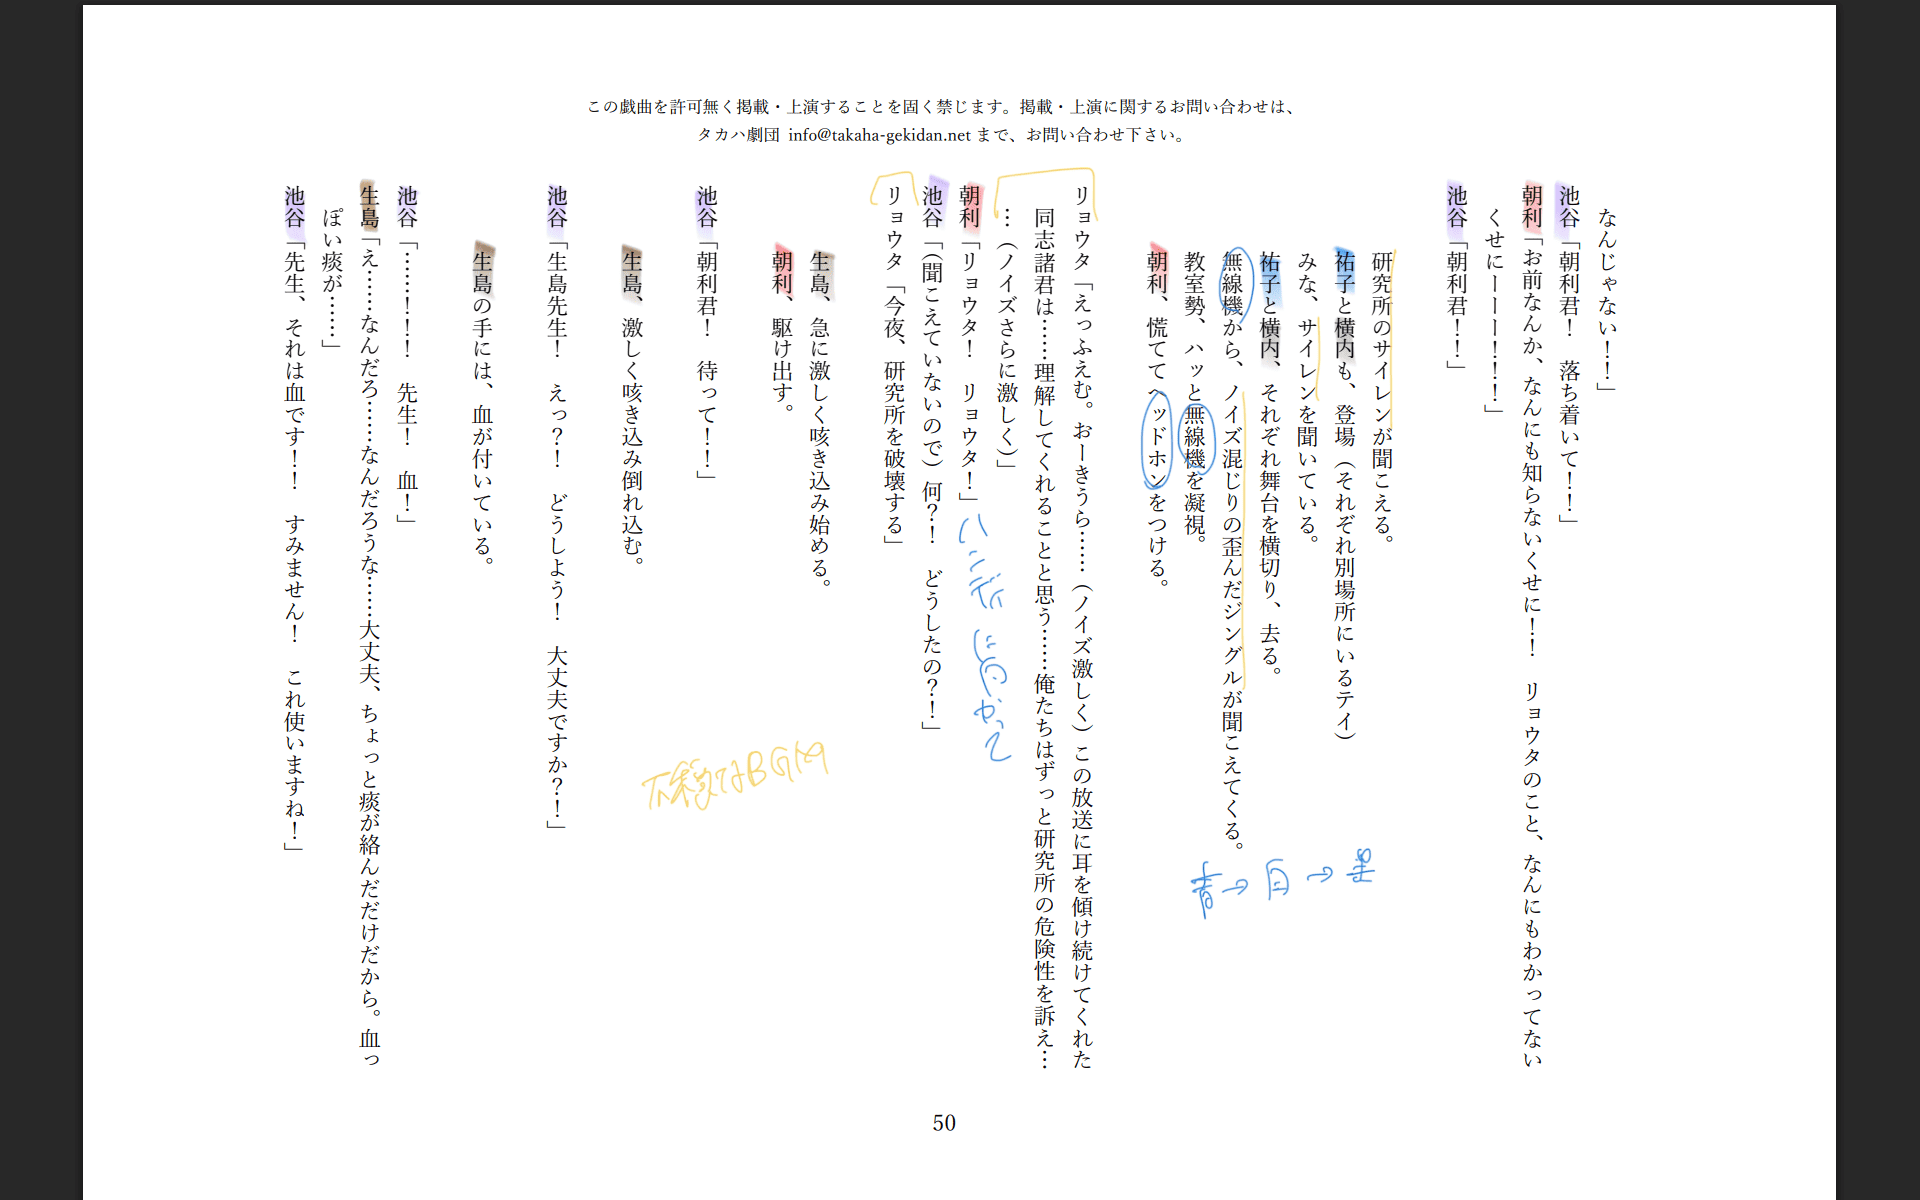 この戯曲を許可無く掲載・上演することを固く禁じます。掲載・上演に関するお問い合わせは、
タカハ劇団 info@takaha-gekidan.net まで、お問い合わせ下さい。
なんじゃない！！」
池谷「朝利君！　落ち着いて！！」
朝利「お前なんか、なんにも知らないくせに！！　リョウタのこと、なんにもわかってない
くせにーーー！！！」
池谷「朝利君！！」
研究所のサイレンが聞こえる。
祐子と横内も、登場（それぞれ別場所にいるテイ）
みな、サイレンを聞いている。
祐子と横内、それぞれ舞台を横切り、去る。
無線機から、ノイズ混じりの歪んだジングルが聞こえてくる。
教室勢、ハッと無線機を凝視。
朝利、慌ててヘッドホンをつける。
青→白→
リョウタ「えっふえむ。おーきうら……（ノイズ激しく）この放送に耳を傾け続けてくれた
同志諸君は……理解してくれることと思う……俺たちはずっと研究所の危険性を訴え…
…（ノイズさらに激しく）」
朝利「リョウタ！　リョウタ！」
に向かって
池谷「（聞こえていないので）何？！　どうしたの？！」
リョウタ「今夜、研究所を破壊する」
生島、急に激しく咳き込み始める。
朝利、駆け出す。
不穏なBGM
池谷「朝利君！　待って！！」
生島、激しく咳き込み倒れ込む。
池谷「生島先生！　えっ？！　どうしよう！　大丈夫ですか？！」
生島の手には、血が付いている。
池谷「……！！！　先生！　血！」
生島「え……なんだろ……なんだろうな……大丈夫、ちょっと痰が絡んだだけだから。血っ
ぽい痰が……」
池谷「先生、それは血です！！　すみません！　これ使いますね！」
50